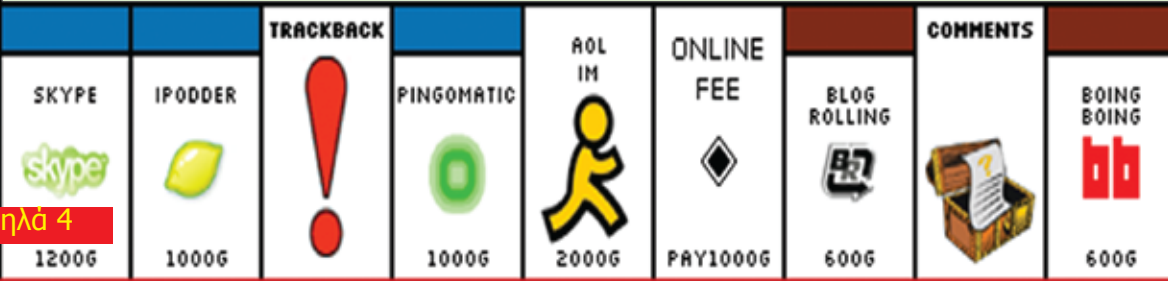 SKYPE
skype
ηλά 4
1200G
IPODDER
1000G
TRACKBACK
PINGOMATIC
1000G
AOL
IM
2000G
ONLINE
FEE
PAY1000G
BLOG
ROLLING
BR
600G
COMMENTS
?
BOING
BOING
bb
600G